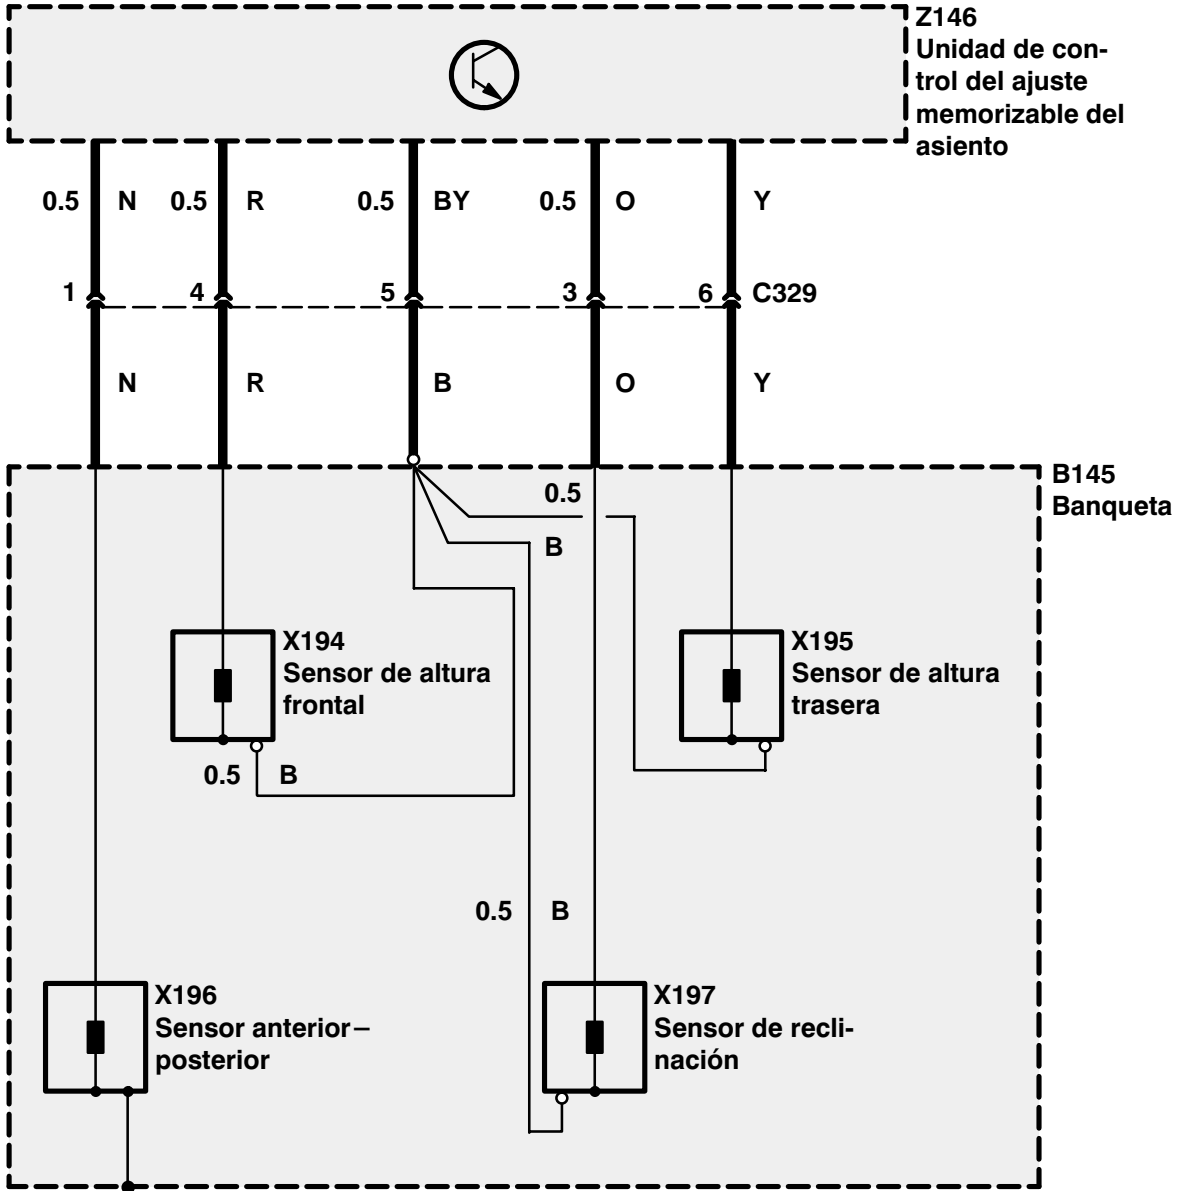 Z146
Unidad de con-
trol del ajuste
memorizable del
asiento
0.5 N 0.5 R 0.5 BY 0.5 O Y
1 4 5 3 6 C329
N R B O Y
B145
Banqueta
0.5
B
X194
Sensor de altura
frontal
X195
Sensor de altura
trasera
0.5 B
0.5 B
X196
Sensor anterior–
posterior
X197
Sensor de recli-
nación